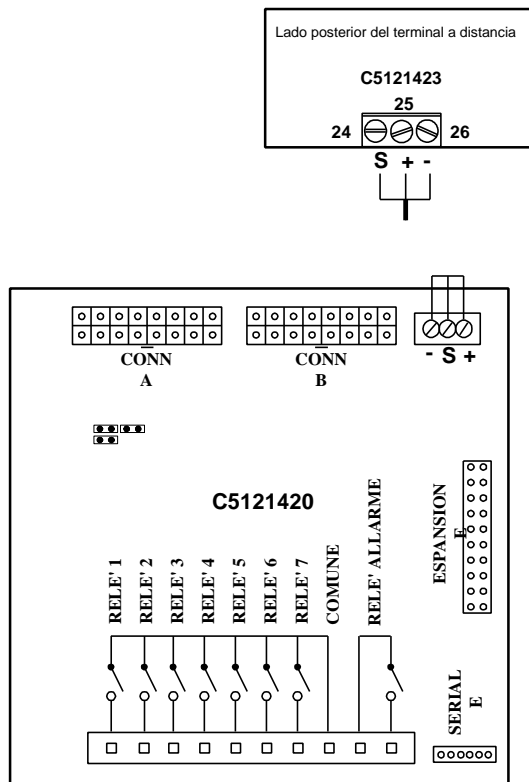 Lado posterior del terminal a distancia
C5121423
25
24 26
S + -
- S +
CONN A
CONN B
C5121420
RELE' 1
RELE' 2
RELE' 3
RELE' 4
RELE' 5
RELE' 6
RELE' 7
COMUNE
RELE' ALLARME
ESPANSION
E
SERIAL
E